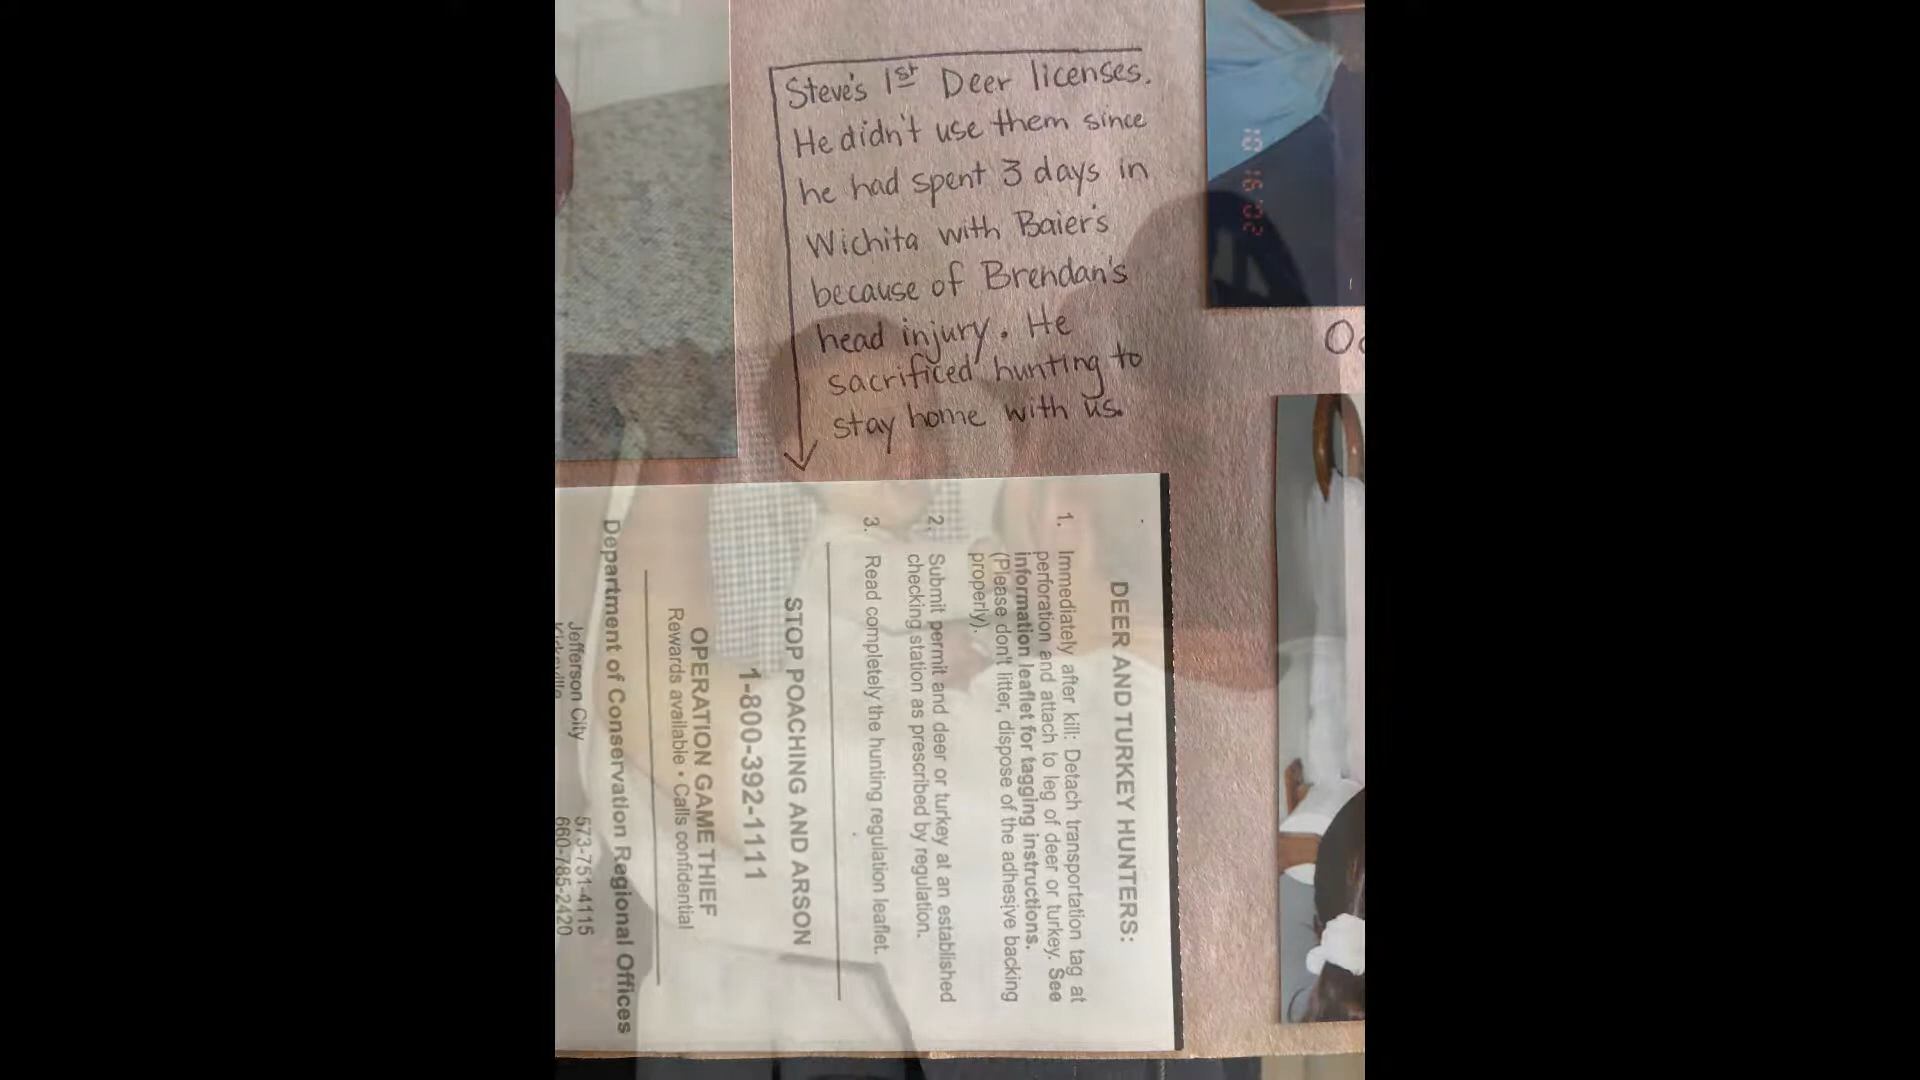 Steve's 1st Deer licenses.
He didn't use them since
he had spent 3 days in
Wichita with Baier's
because of Brendan's
head injury. He
sacrificed hunting to
stay home with us.
10 16 02
DEER AND TURKEY HUNTERS:
1. Immediately after kill: Detach transportation tag at
perforation and attach to leg of deer or turkey. See
information leaflet for tagging instructions.
(Please don't litter, dispose of the adhesive backing
properly).
2. Submit permit and deer or turkey at an established
checking station as prescribed by regulation.
3. Read completely the hunting regulation leaflet.
STOP POACHING AND ARSON
1-800-392-1111
OPERATION GAME THIEF
Rewards available • Calls confidential
Department of Conservation Regional Offices
Jefferson City 573-751-4115
660-785-2420